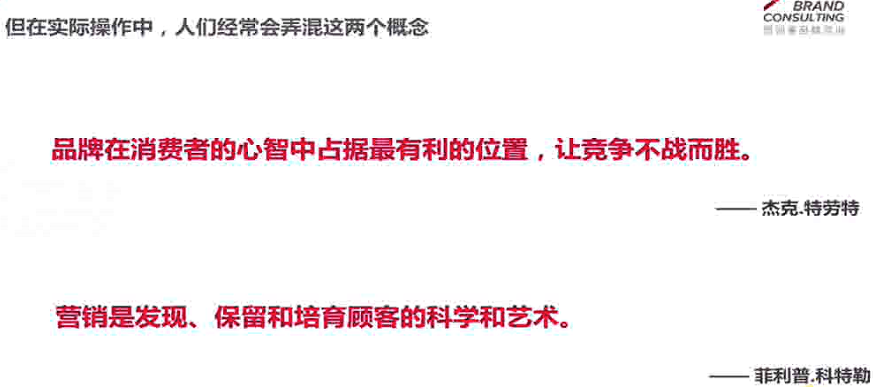 BRAND
CONSULTING
但在实际操作中，人们经常会弄混这两个概念
品牌在消费者的心智中占据最有利的位置，让竞争不战而胜。
—— 杰克.特劳特
营销是发现、保留和培育顾客的科学和艺术。
—— 菲利普.科特勒